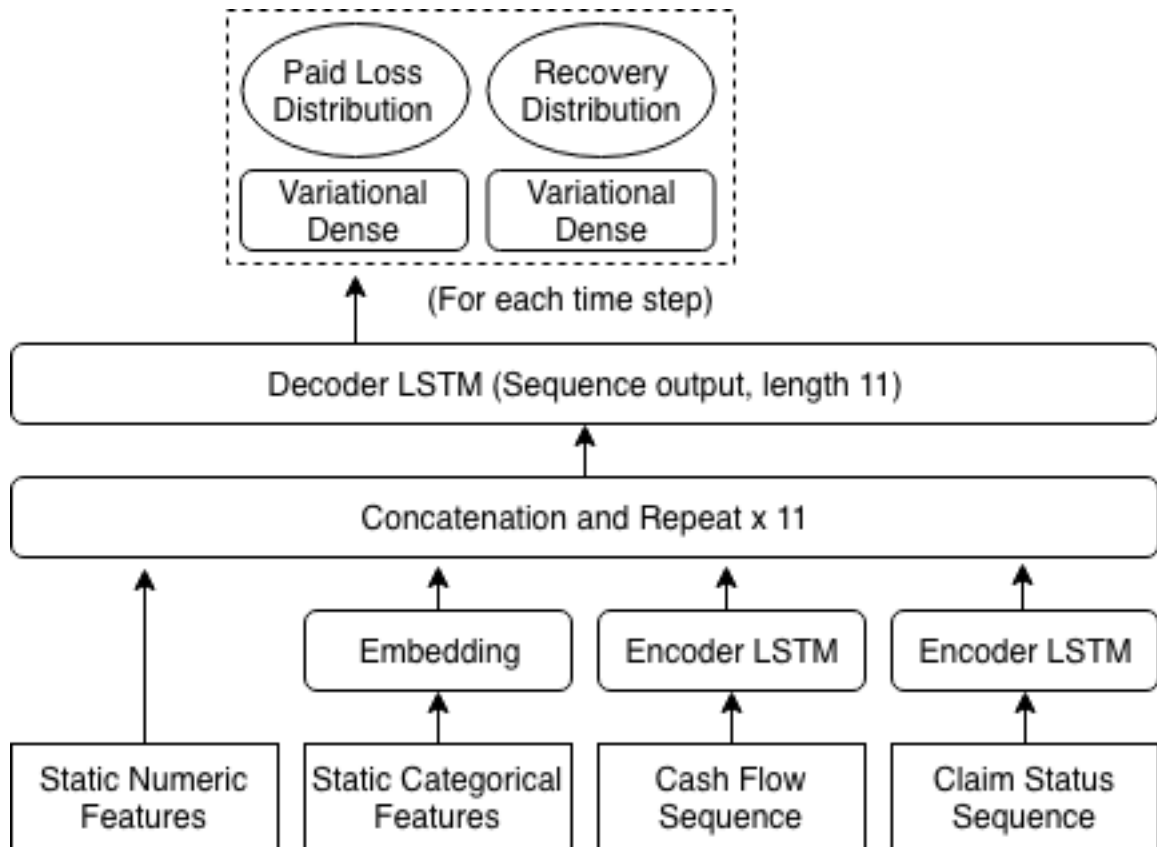 Paid Loss
Distribution
Recovery
Distribution
Variational
Dense
Variational
Dense
(For each time step)
Decoder LSTM (Sequence output, length 11)
Concatenation and Repeat x 11
Embedding
Encoder LSTM
Encoder LSTM
Static Numeric
Features
Static Categorical
Features
Cash Flow
Sequence
Claim Status
Sequence